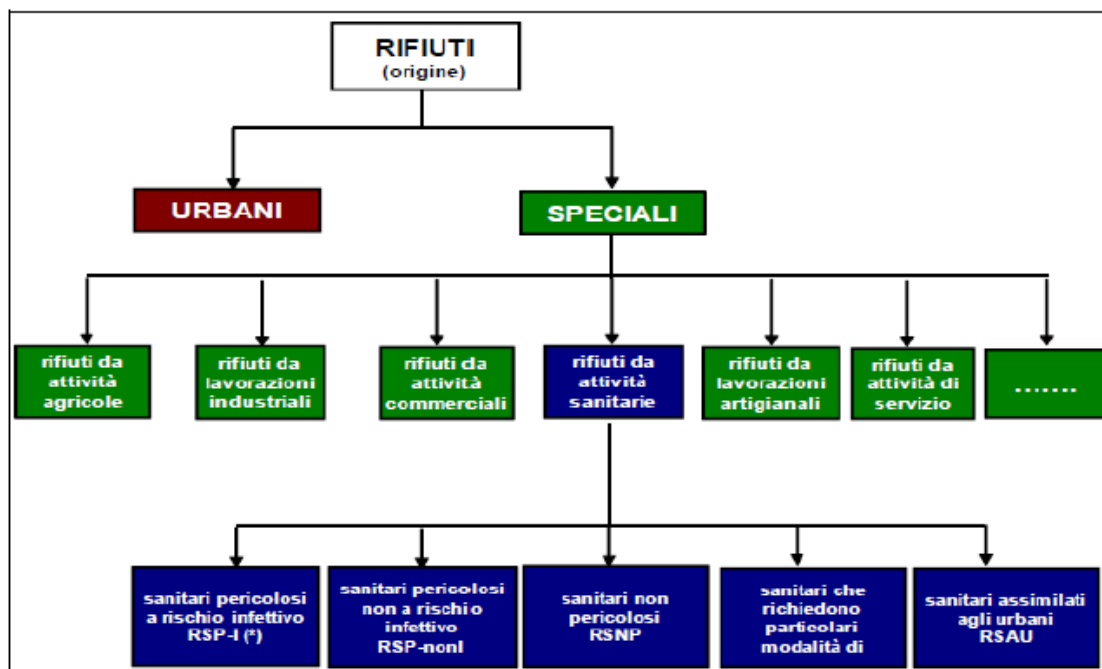 RIFIUTI
(origine)
URBANI
SPECIALI
rifiuti da
attività
agricole
rifiuti da
lavorazioni
industriali
rifiuti da
attività
commerciali
rifiuti da
attività
sanitarie
rifiuti da
lavorazioni
artigianali
rifiuti da
attività di
servizio
.......
sanitari pericolosi
a rischio infettivo
RSP-I (*)
sanitari pericolosi
non a rischio
infettivo
RSP-nonI
sanitari non
pericolosi
RSNP
sanitari che
richiedono
particolari
modalità di
sanitari assimilati
agli urbani
RSAU